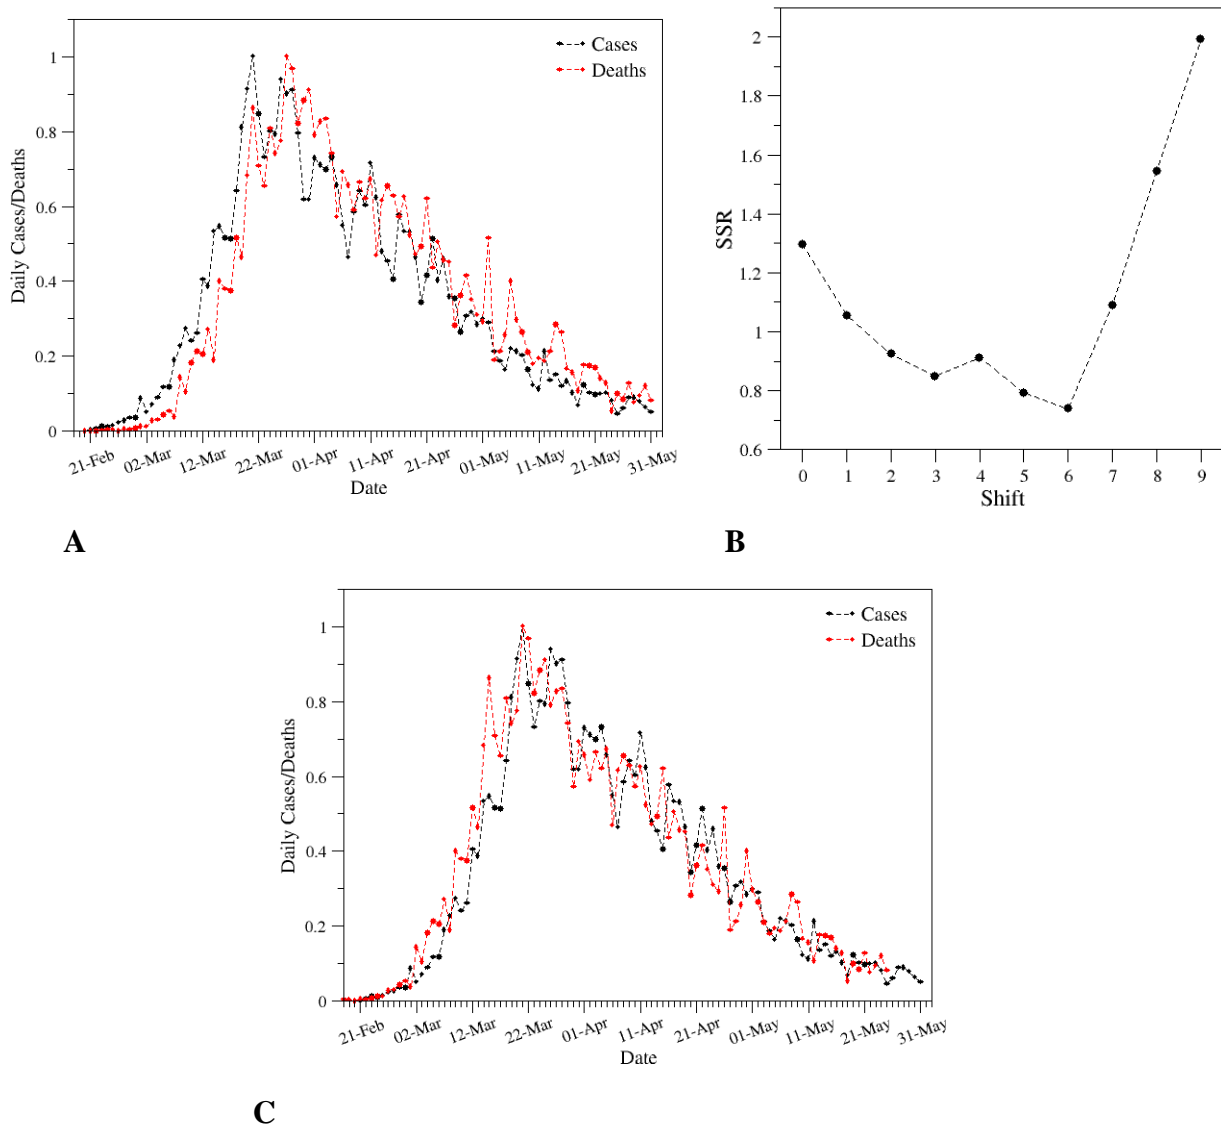 Cases
Deaths
1
0.8
0.6
0.4
0.2
0
Daily Cases/Deaths
21-Feb 02-Mar 12-Mar 22-Mar 01-Apr 11-Apr 21-Apr 01-May 11-May 21-May 31-May
Date
A
2
1.8
1.6
1.4
1.2
1
0.8
0.6
SSR
0 1 2 3 4 5 6 7 8 9
Shift
B
Cases
Deaths
1
0.8
0.6
0.4
0.2
0
Daily Cases/Deaths
21-Feb 02-Mar 12-Mar 22-Mar 01-Apr 11-Apr 21-Apr 01-May 11-May 21-May 31-May
Date
C